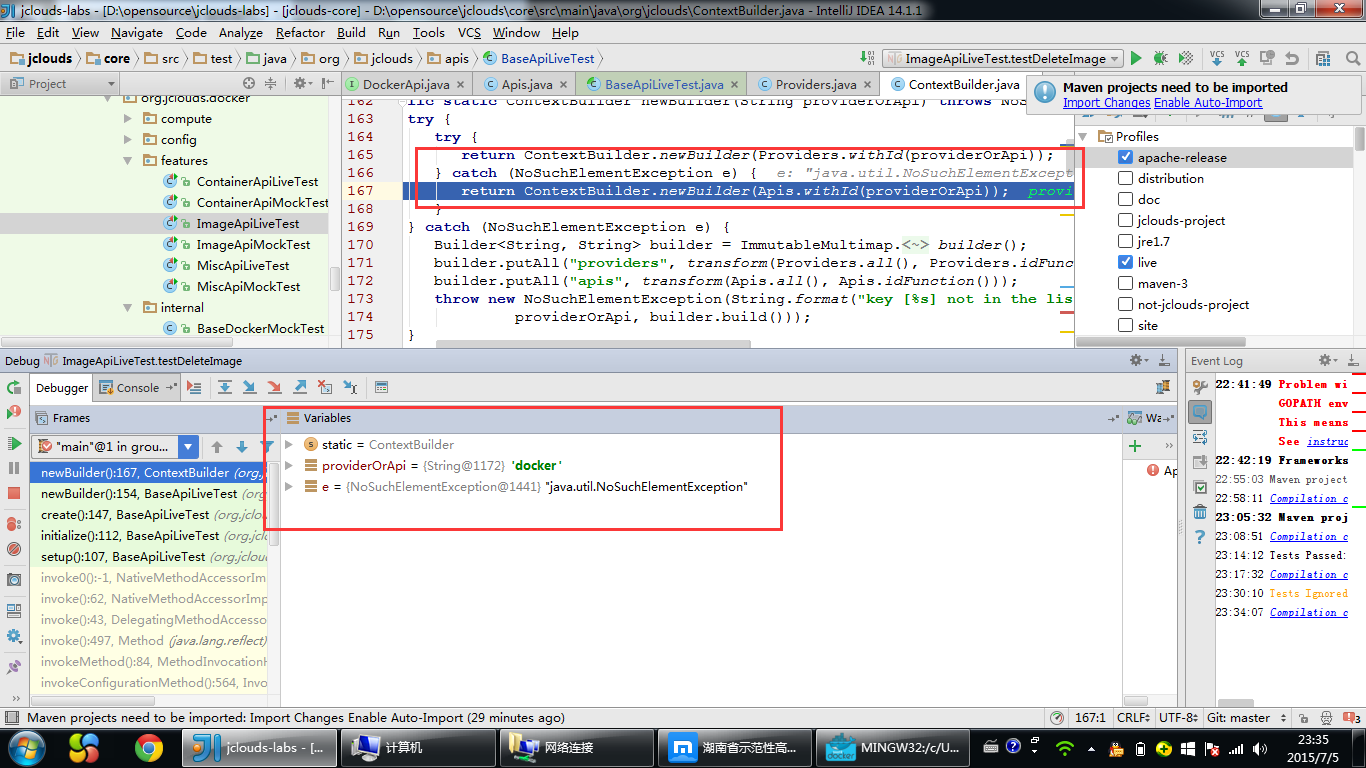 jclouds-labs - [D:\opensource\jclouds-labs] - [jclouds-core] - D:\opensource\jclouds\core\src\main\java\org\jclouds\ContextBuilder.java - IntelliJ IDEA 14.1.1
File Edit View Navigate Code Analyze Refactor Build Run Tools VCS Window Help
jclouds core src test java org jclouds apis BaseApiLiveTest
ImageApiLiveTest.testDeleteImage
VCS VCS
Project
DockerApi.java Apis.java BaseApiLiveTest.java Providers.java ContextBuilder.java
Maven projects need to be imported
Import Changes Enable Auto-Import
org.jclouds.docker
compute
config
features
ContainerApiLiveTest
ContainerApiMockTest
ImageApiLiveTest
ImageApiMockTest
MiscApiLiveTest
MiscApiMockTest
internal
BaseDockerMockTest
162 lic static ContextBuilder newBuilder(String providerOrApi) throws NoS
163 try {
164 try {
165 return ContextBuilder.newBuilder(Providers.withId(providerOrApi));
166 } catch (NoSuchElementException e) { e: "java.util.NoSuchElementExcept
167 return ContextBuilder.newBuilder(Apis.withId(providerOrApi)); provi
168 }
169 } catch (NoSuchElementException e) {
170 Builder<String, String> builder = ImmutableMultimap.<~> builder();
171 builder.putAll("providers", transform(Providers.all(), Providers.idFunc
172 builder.putAll("apis", transform(Apis.all(), Apis.idFunction()));
173 throw new NoSuchElementException(String.format("key [%s] not in the lis
174 providerOrApi, builder.build()));
175 }
Profiles
apache-release
distribution
doc
jclouds-project
jre1.7
live
maven-3
not-jclouds-project
site
Debug ImageApiLiveTest.testDeleteImage
Debugger Console
Frames
"main"@1 in grou...
newBuilder():167, ContextBuilder (org.j
newBuilder():154, BaseApiLiveTest (org.
create():147, BaseApiLiveTest (org.jclou
initialize():112, BaseApiLiveTest (org.jc
setup():107, BaseApiLiveTest (org.jclou
invoke0():-1, NativeMethodAccessorIm
invoke():62, NativeMethodAccessorImp
invoke():43, DelegatingMethodAccesso
invoke():497, Method (java.lang.reflect)
invokeMethod():84, MethodInvocationH
invokeConfigurationMethod():564, Invo
Variables
static = ContextBuilder
providerOrApi = {String@1172} 'docker'
e = {NoSuchElementException@1441} "java.util.NoSuchElementException"
Wa
Ap
Event Log
22:41:49 Problem wi
GOPATH env
This means
See instruc
22:42:19 Frameworks
22:55:03 Maven project
22:58:11 Compilation c
23:05:32 Maven proj
23:08:51 Compilation c
23:14:12 Tests Passed:
23:17:32 Compilation c
23:30:10 Tests Ignored
23:34:07 Compilation c
Maven projects need to be imported: Import Changes Enable Auto-Import (29 minutes ago)
167:1 CRLF UTF-8 Git: master 3
jclouds-labs - [... 计算机 网络连接 湖南省示范性高... MINGW32:/c/U...
23:35
2015/7/5